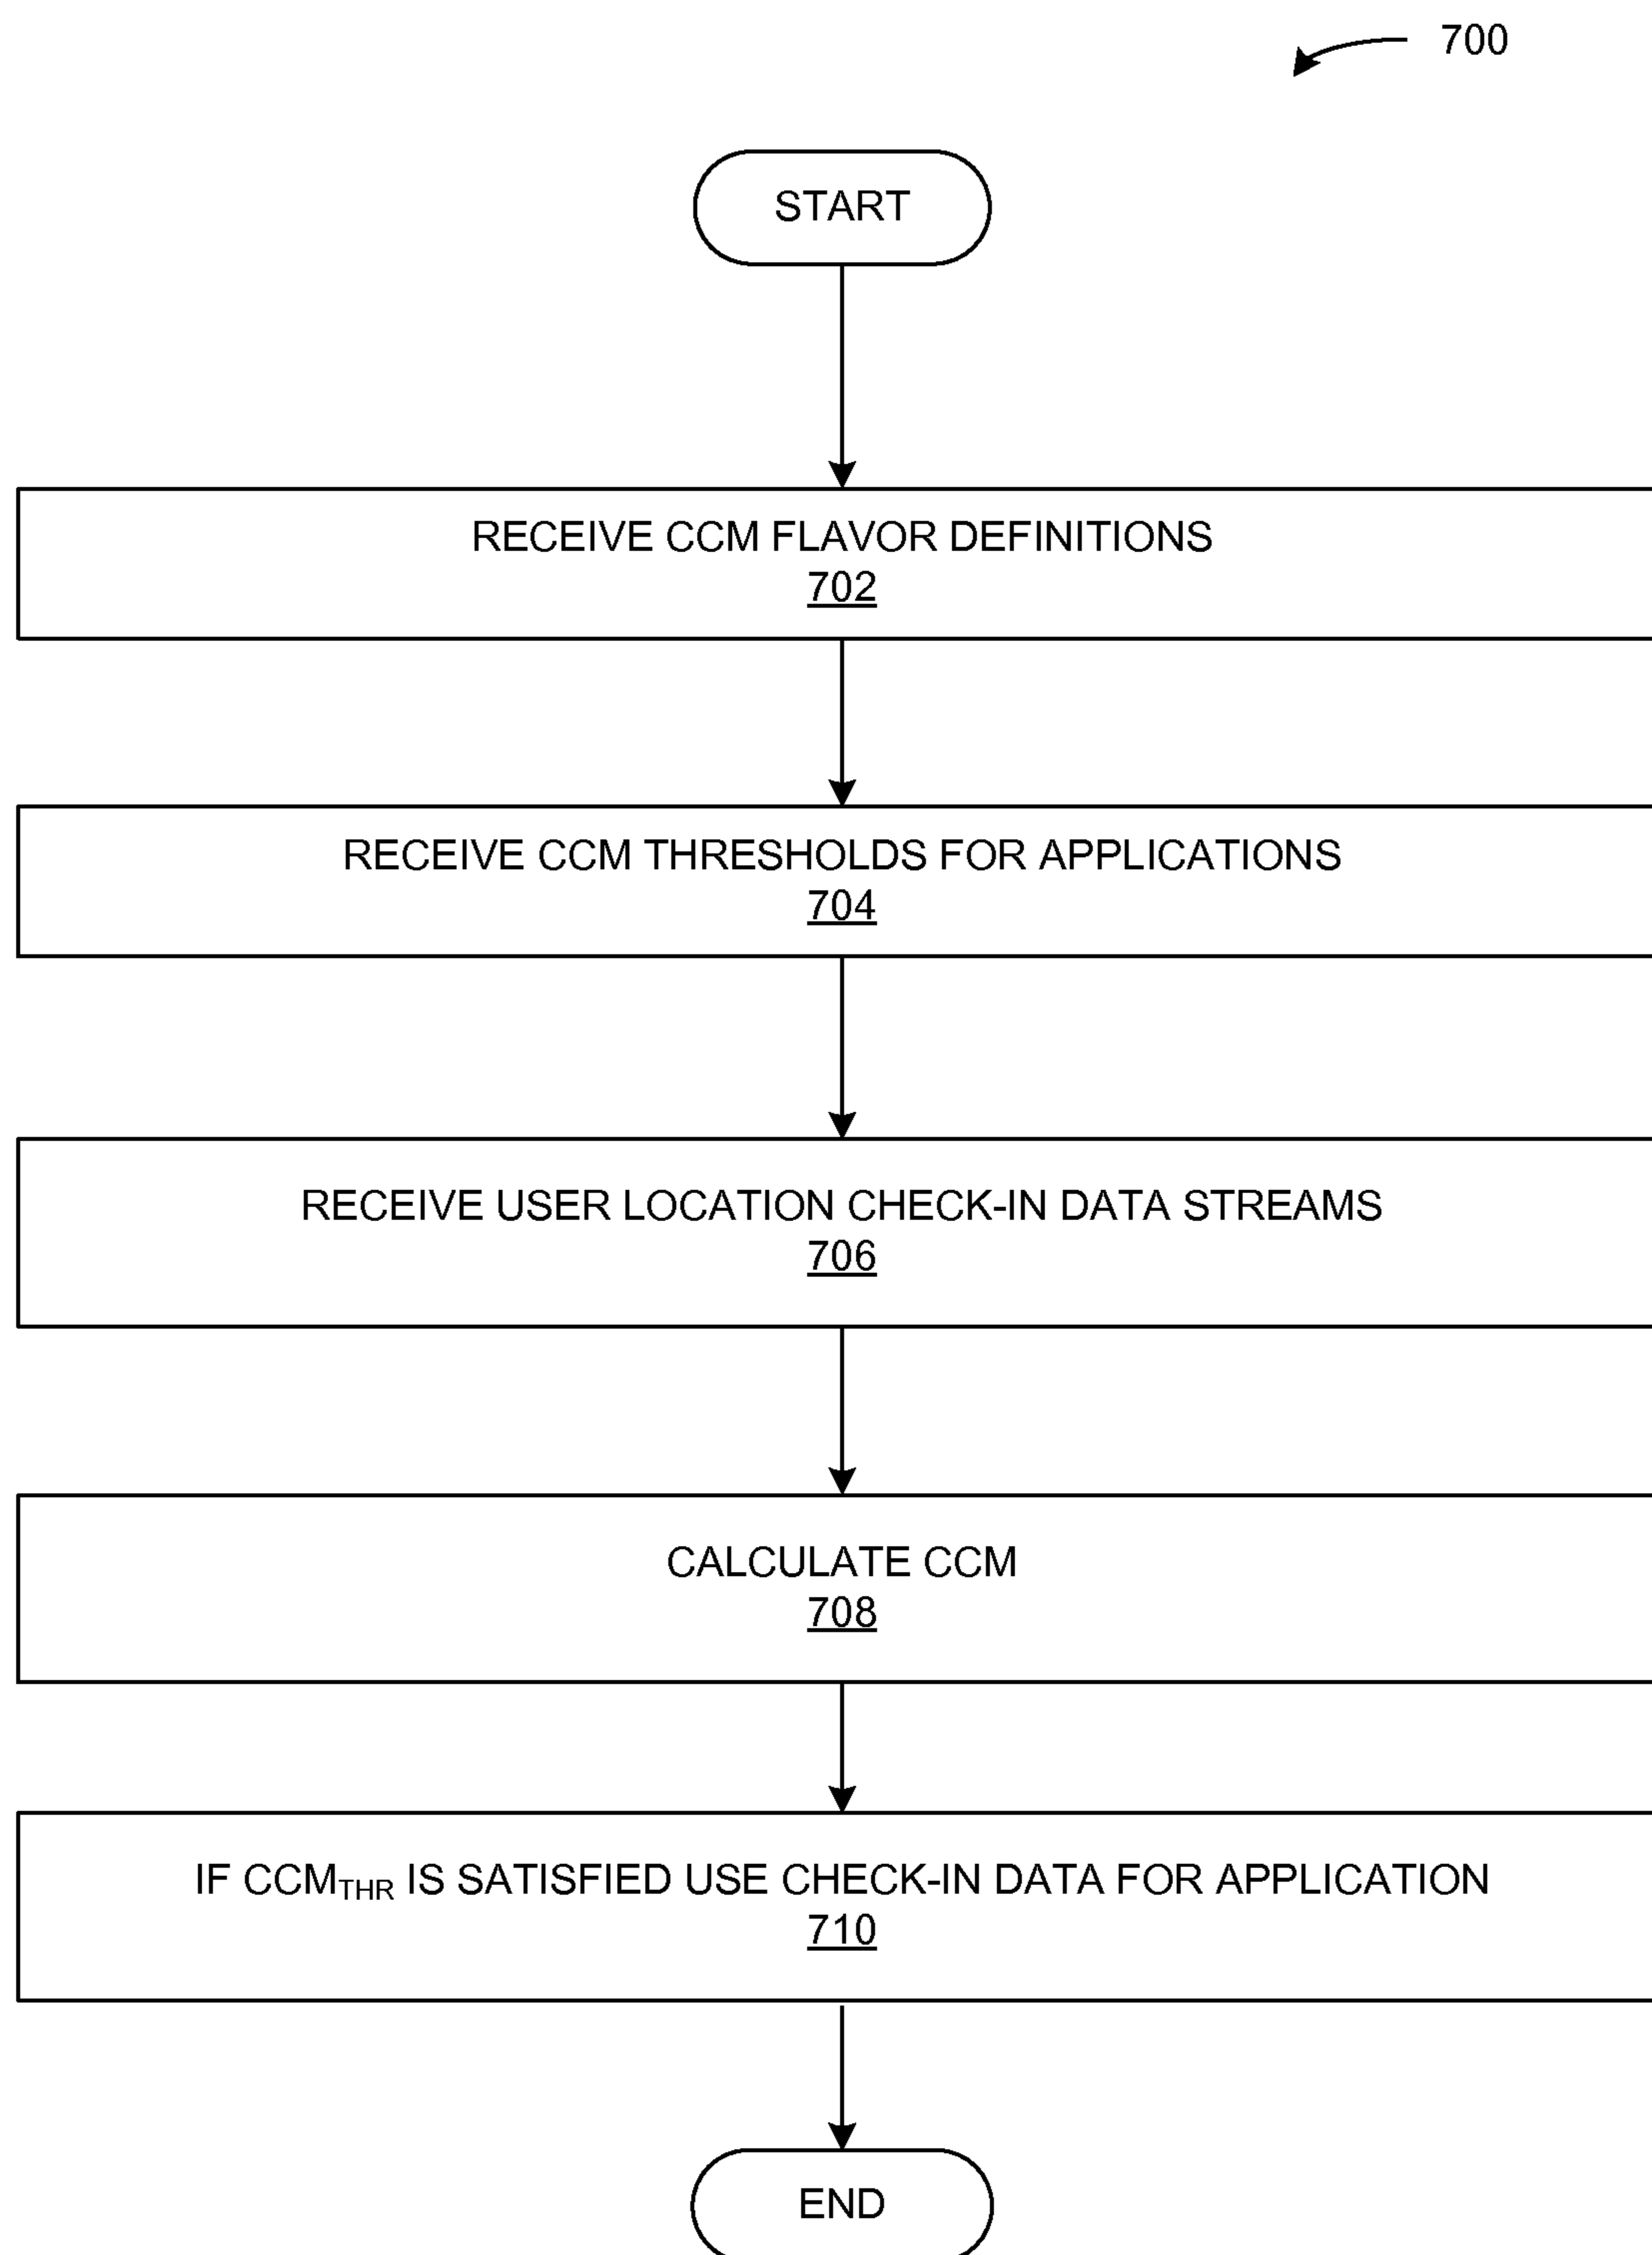 700
START
RECEIVE CCM FLAVOR DEFINITIONS
702
RECEIVE CCM THRESHOLDS FOR APPLICATIONS
704
RECEIVE USER LOCATION CHECK-IN DATA STREAMS
706
CALCULATE CCM
708
IF CCMTHR IS SATISFIED USE CHECK-IN DATA FOR APPLICATION
710
END